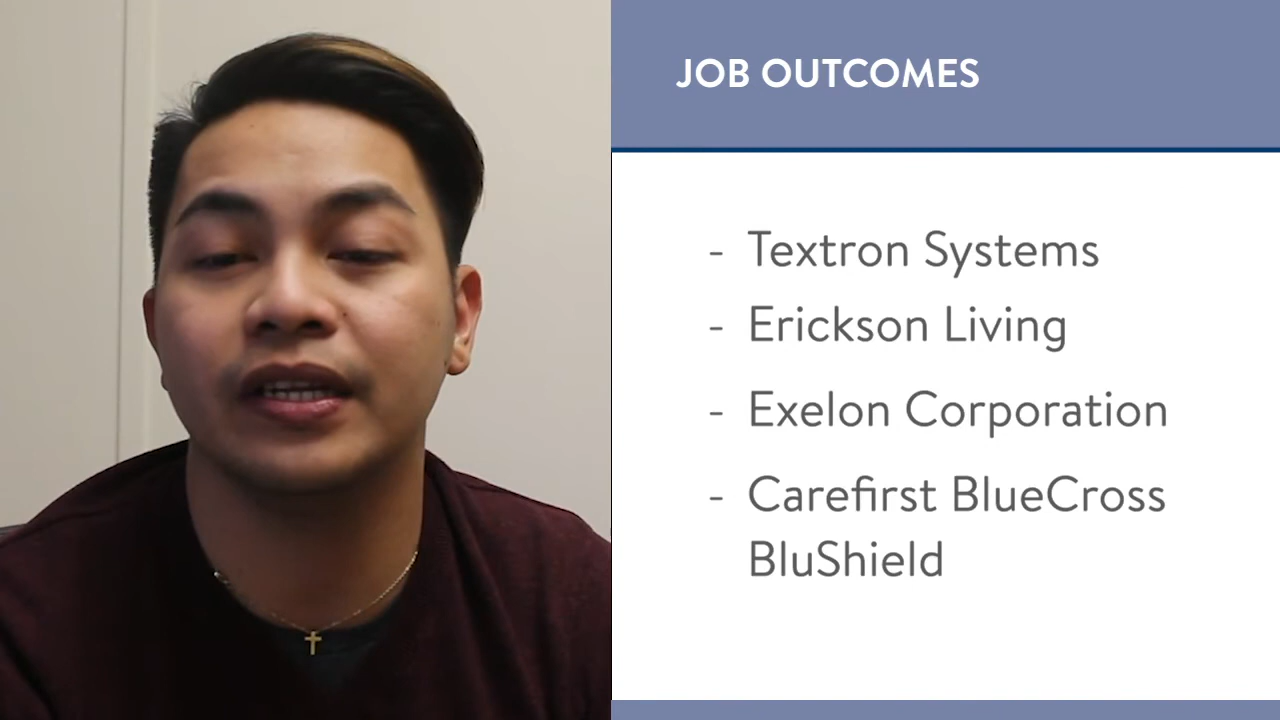 JOB OUTCOMES
- Textron Systems
- Erickson Living
- Exelon Corporation
- Carefirst BlueCross
BluShield